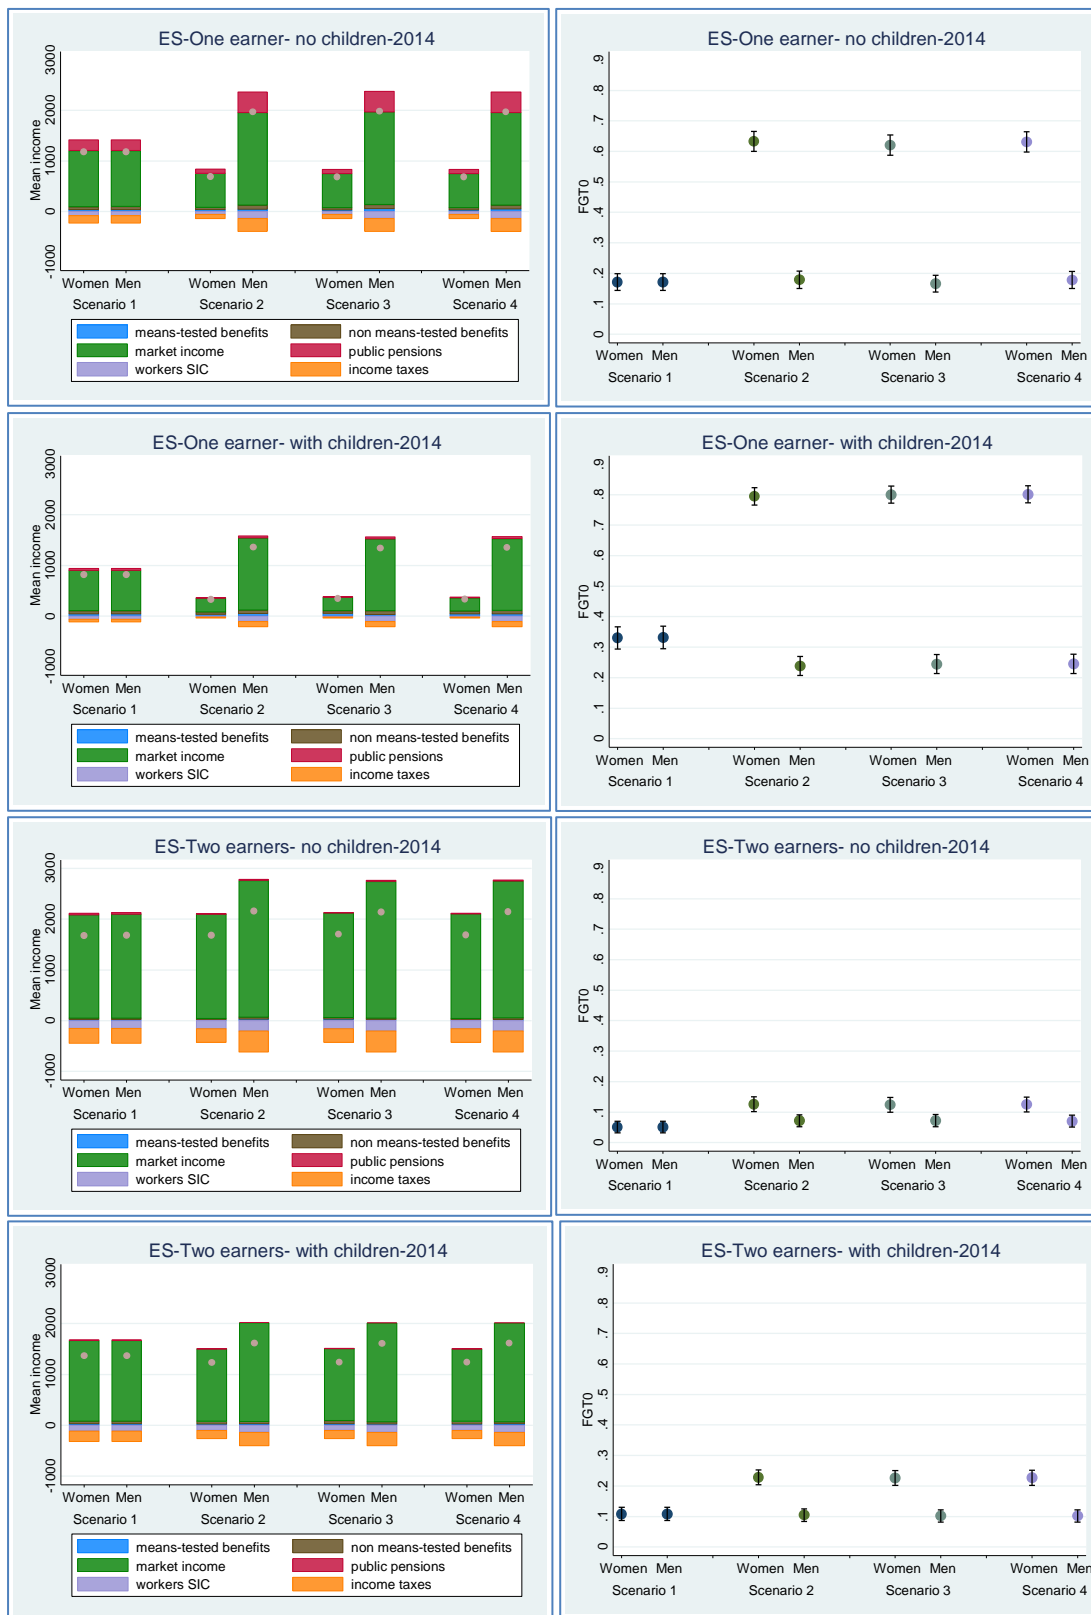 ES-One earner- no children-2014
3000
2000
1000
0
-1000
Mean income
Women Men Women Men Women Men Women Men
Scenario 1 Scenario 2 Scenario 3 Scenario 4
means-tested benefits non means-tested benefits
market income public pensions
workers SIC income taxes
ES-One earner- no children-2014
.9
.8
.7
.6
.5
.4
.3
.2
.1
0
FGT0
Women Men Women Men Women Men Women Men
Scenario 1 Scenario 2 Scenario 3 Scenario 4
ES-One earner- with children-2014
3000
2000
1000
0
-1000
Mean income
Women Men Women Men Women Men Women Men
Scenario 1 Scenario 2 Scenario 3 Scenario 4
means-tested benefits non means-tested benefits
market income public pensions
workers SIC income taxes
ES-One earner- with children-2014
.9
.8
.7
.6
.5
.4
.3
.2
.1
0
FGT0
Women Men Women Men Women Men Women Men
Scenario 1 Scenario 2 Scenario 3 Scenario 4
ES-Two earners- no children-2014
3000
2000
1000
0
-1000
Mean income
Women Men Women Men Women Men Women Men
Scenario 1 Scenario 2 Scenario 3 Scenario 4
means-tested benefits non means-tested benefits
market income public pensions
workers SIC income taxes
ES-Two earners- no children-2014
.9
.8
.7
.6
.5
.4
.3
.2
.1
0
FGT0
Women Men Women Men Women Men Women Men
Scenario 1 Scenario 2 Scenario 3 Scenario 4
ES-Two earners- with children-2014
3000
2000
1000
0
-1000
Mean income
Women Men Women Men Women Men Women Men
Scenario 1 Scenario 2 Scenario 3 Scenario 4
means-tested benefits non means-tested benefits
market income public pensions
workers SIC income taxes
ES-Two earners- with children-2014
.9
.8
.7
.6
.5
.4
.3
.2
.1
0
FGT0
Women Men Women Men Women Men Women Men
Scenario 1 Scenario 2 Scenario 3 Scenario 4